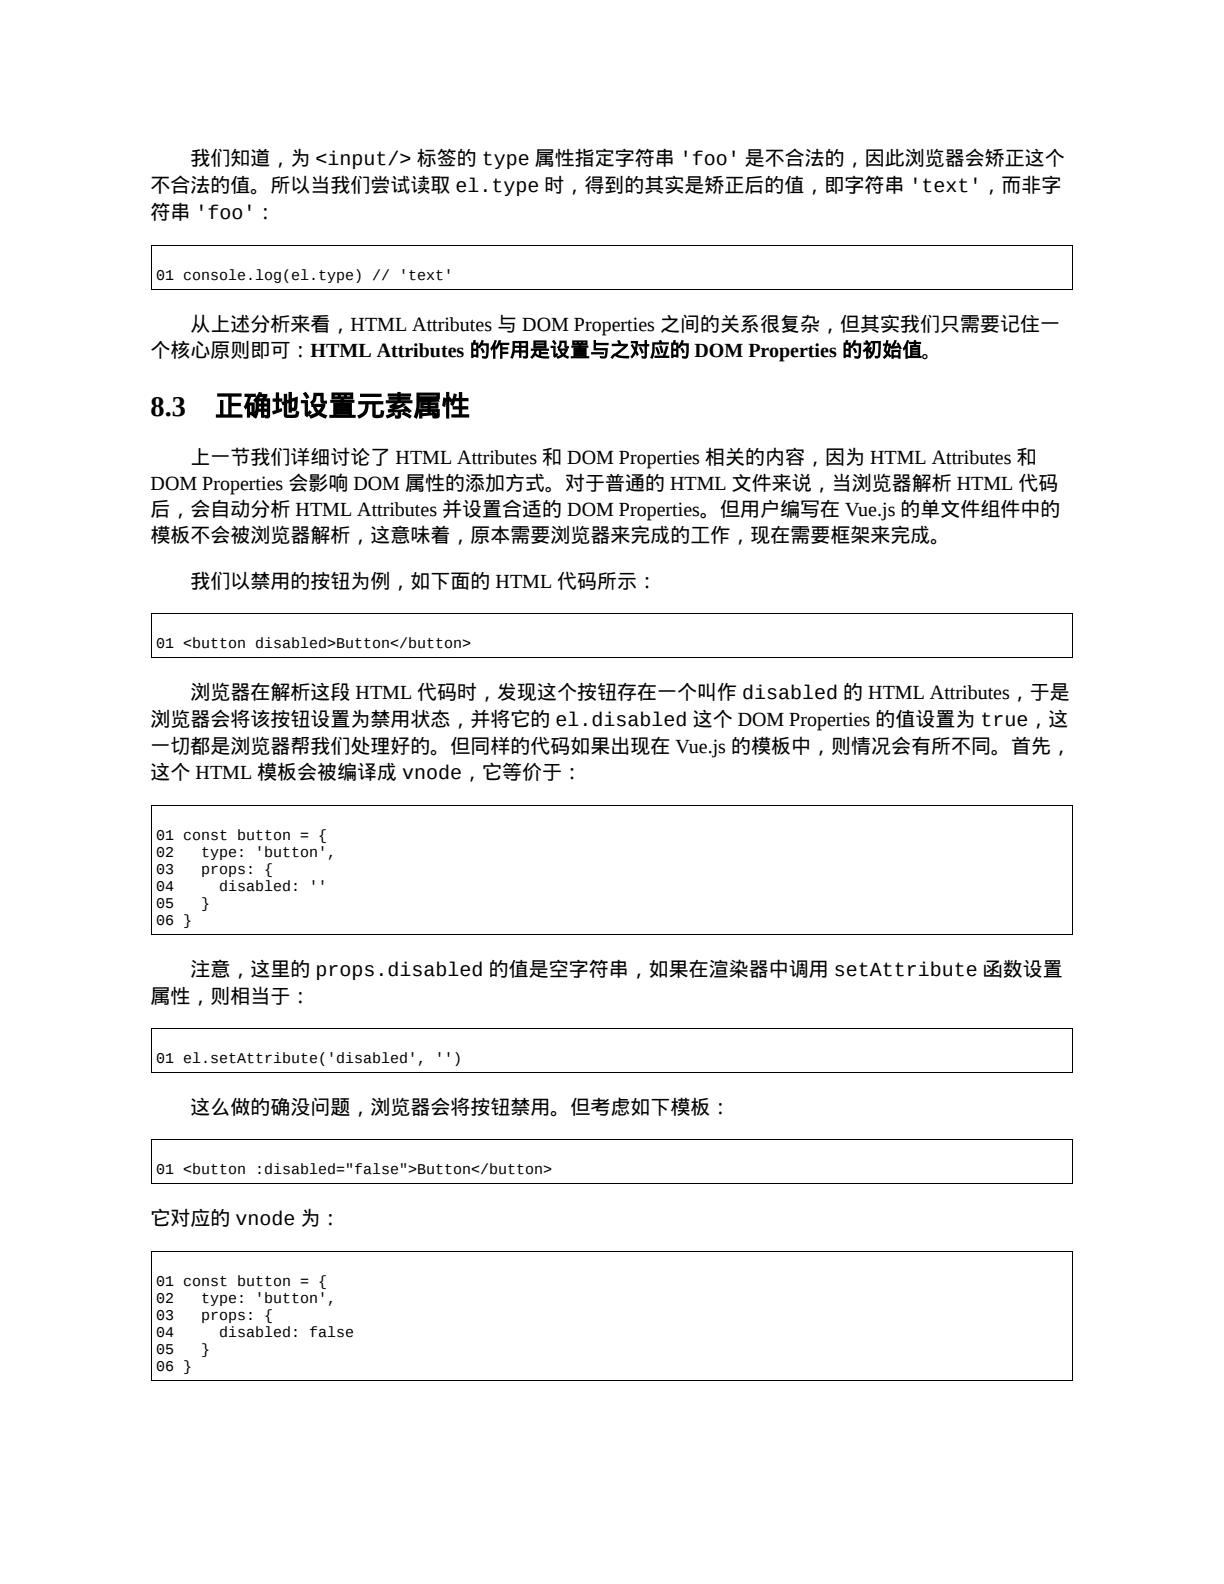 我们知道，为 <input/> 标签的 type 属性指定字符串 'foo' 是不合法的，因此浏览器会矫正这个
不合法的值。所以当我们尝试读取 el.type 时，得到的其实是矫正后的值，即字符串 'text'，而非字
符串 'foo'：
01 console.log(el.type) // 'text'
从上述分析来看，HTML Attributes 与 DOM Properties 之间的关系很复杂，但其实我们只需要记住一
个核心原则即可：HTML Attributes 的作用是设置与之对应的 DOM Properties 的初始值。
8.3 正确地设置元素属性
上一节我们详细讨论了 HTML Attributes 和 DOM Properties 相关的内容，因为 HTML Attributes 和
DOM Properties 会影响 DOM 属性的添加方式。对于普通的 HTML 文件来说，当浏览器解析 HTML 代码
后，会自动分析 HTML Attributes 并设置合适的 DOM Properties。但用户编写在 Vue.js 的单文件组件中的
模板不会被浏览器解析，这意味着，原本需要浏览器来完成的工作，现在需要框架来完成。
我们以禁用的按钮为例，如下面的 HTML 代码所示：
01 <button disabled>Button</button>
浏览器在解析这段 HTML 代码时，发现这个按钮存在一个叫作 disabled 的 HTML Attributes，于是
浏览器会将该按钮设置为禁用状态，并将它的 el.disabled 这个 DOM Properties 的值设置为 true，这
一切都是浏览器帮我们处理好的。但同样的代码如果出现在 Vue.js 的模板中，则情况会有所不同。首先，
这个 HTML 模板会被编译成 vnode，它等价于：
01 const button = {
02   type: 'button',
03   props: {
04     disabled: ''
05   }
06 }
注意，这里的 props.disabled 的值是空字符串，如果在渲染器中调用 setAttribute 函数设置
属性，则相当于：
01 el.setAttribute('disabled', '')
这么做的确没问题，浏览器会将按钮禁用。但考虑如下模板：
01 <button :disabled="false">Button</button>
它对应的 vnode 为：
01 const button = {
02   type: 'button',
03   props: {
04     disabled: false
05   }
06 }